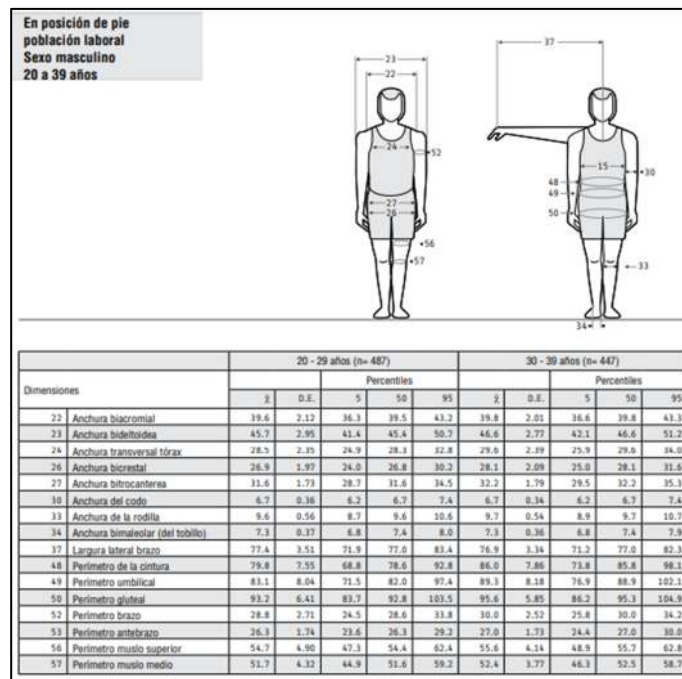 En posición de pie
población laboral
Sexo masculino
20 a 39 años
23
22
24
52
27
26
56
57
37
15
30
48
49
50
33
34
Dimensiones 20 - 29 años (n= 487) 30 - 39 años (n= 447)
Percentiles Percentiles
x̄ D.E. 5 50 95 x̄ D.E. 5 50 95
22 Anchura biacromial 39.6 2.12 36.3 39.5 43.2 39.8 2.01 36.6 39.8 43.3
23 Anchura bideltoidea 45.7 2.95 41.4 45.4 50.7 46.6 2.77 42.1 46.6 51.2
24 Anchura transversal tórax 28.5 2.35 24.9 28.3 32.8 29.6 2.39 25.9 29.6 34.0
26 Anchura bicrestal 26.9 1.97 24.0 26.8 30.2 28.1 2.09 25.0 28.1 31.6
27 Anchura bitrocanterea 31.6 1.73 28.7 31.6 34.5 32.2 1.79 29.5 32.2 35.3
30 Anchura del codo 6.7 0.36 6.2 6.7 7.4 6.7 0.34 6.2 6.7 7.4
33 Anchura de la rodilla 9.6 0.56 8.7 9.6 10.6 9.7 0.54 8.9 9.7 10.7
34 Anchura bimaleolar (del tobillo) 7.3 0.37 6.8 7.4 8.0 7.3 0.36 6.8 7.4 7.9
37 Largura lateral brazo 77.4 3.51 71.9 77.0 83.4 76.9 3.34 71.2 77.0 82.3
48 Perímetro de la cintura 79.8 7.55 68.8 78.6 92.8 86.0 7.86 73.8 85.8 98.1
49 Perímetro umbilical 83.1 8.04 71.5 82.0 97.4 89.3 8.18 76.9 88.9 102.1
50 Perímetro gluteal 93.2 6.41 83.7 92.8 103.5 95.6 5.85 86.2 95.3 104.9
52 Perímetro brazo 28.8 2.71 24.5 28.6 33.8 30.0 2.52 25.8 30.0 34.2
53 Perímetro antebrazo 26.3 1.74 23.6 26.3 29.2 27.0 1.73 24.4 27.0 30.0
56 Perímetro muslo superior 54.7 4.90 47.3 54.4 62.4 55.6 4.14 48.9 55.7 62.8
57 Perímetro muslo medio 51.7 4.32 44.9 51.6 59.2 52.4 3.77 46.3 52.5 58.7